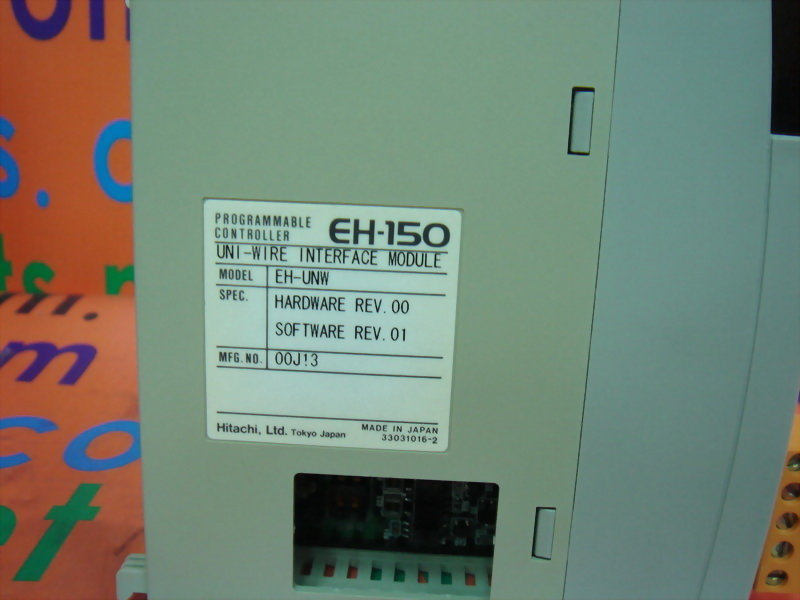 PROGRAMMABLE
CONTROLLER EH-150
UNI-WIRE INTERFACE MODULE
MODEL EH-UNW
SPEC. HARDWARE REV. 00
SOFTWARE REV. 01
MFG. NO. 00J13
Hitachi, Ltd. Tokyo Japan MADE IN JAPAN
33031016-2